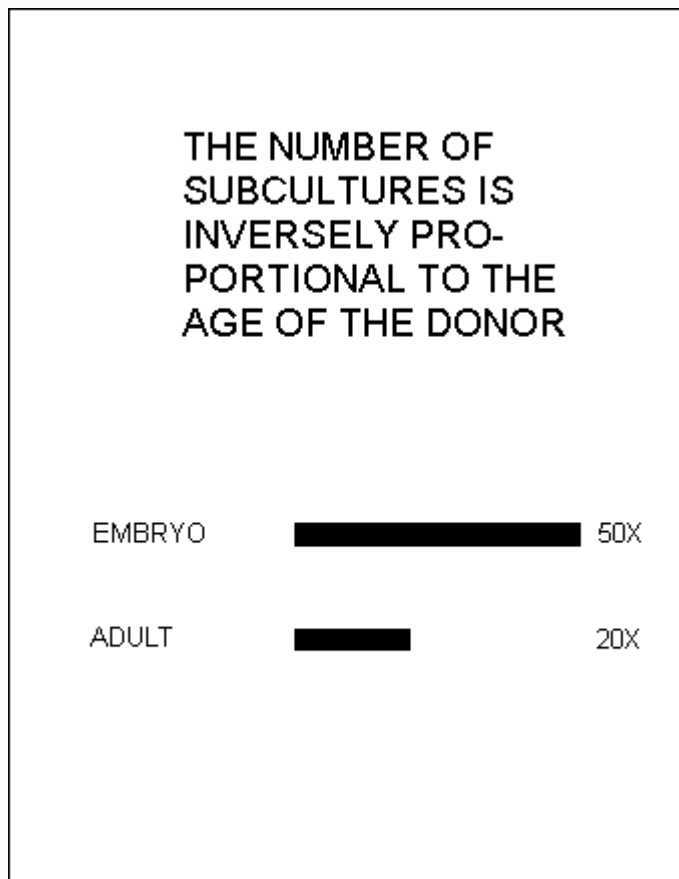 THE NUMBER OF
SUBCULTURES IS
INVERSELY PRO-
PORTIONAL TO THE
AGE OF THE DONOR
EMBRYO 50X
ADULT 20X